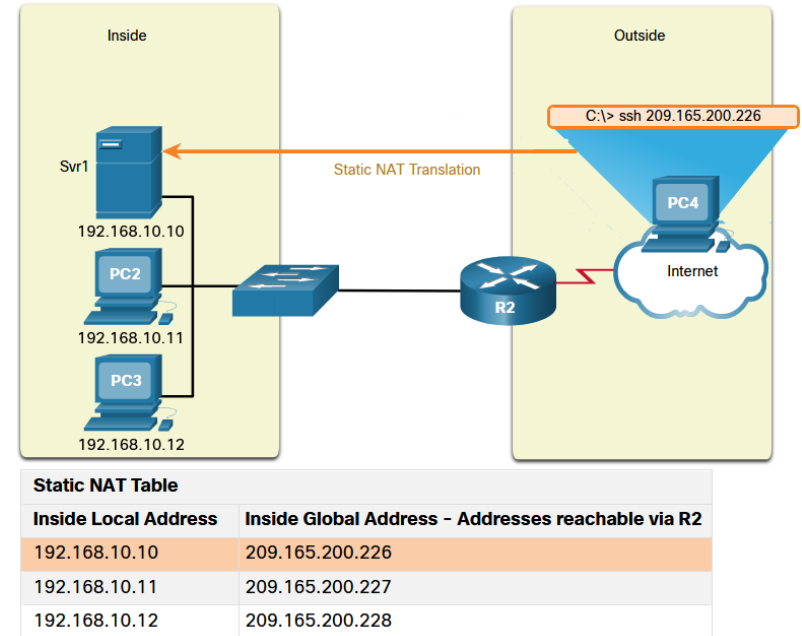 Inside
Outside
C:\> ssh 209.165.200.226
Static NAT Translation
Svr1
192.168.10.10
PC2
192.168.10.11
PC3
192.168.10.12
R2
PC4
Internet
Static NAT Table
Inside Local Address Inside Global Address – Addresses reachable via R2
192.168.10.10 209.165.200.226
192.168.10.11 209.165.200.227
192.168.10.12 209.165.200.228